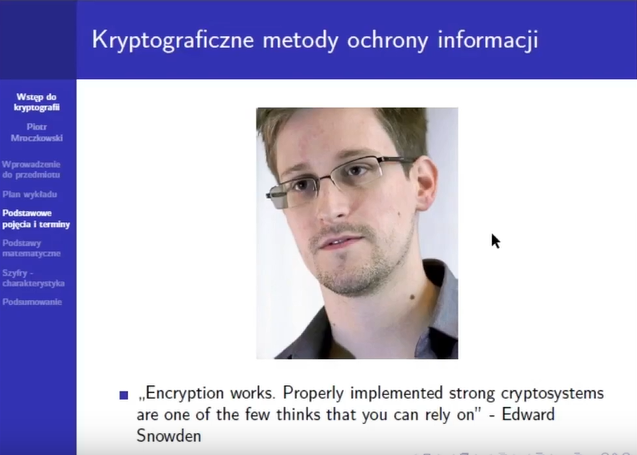 Kryptograficzne metody ochrony informacji
Wstęp do
kryptografii
Piotr
Mroczkowski
Wprowadzenie
do przedmiotu
Plan wykładu
Podstawowe
pojęcia i terminy
Podstawy
matematyczne
Szyfry -
charakterystyka
Podsumowanie
„Encryption works. Properly implemented strong cryptosystems
are one of the few thinks that you can rely on” - Edward
Snowden